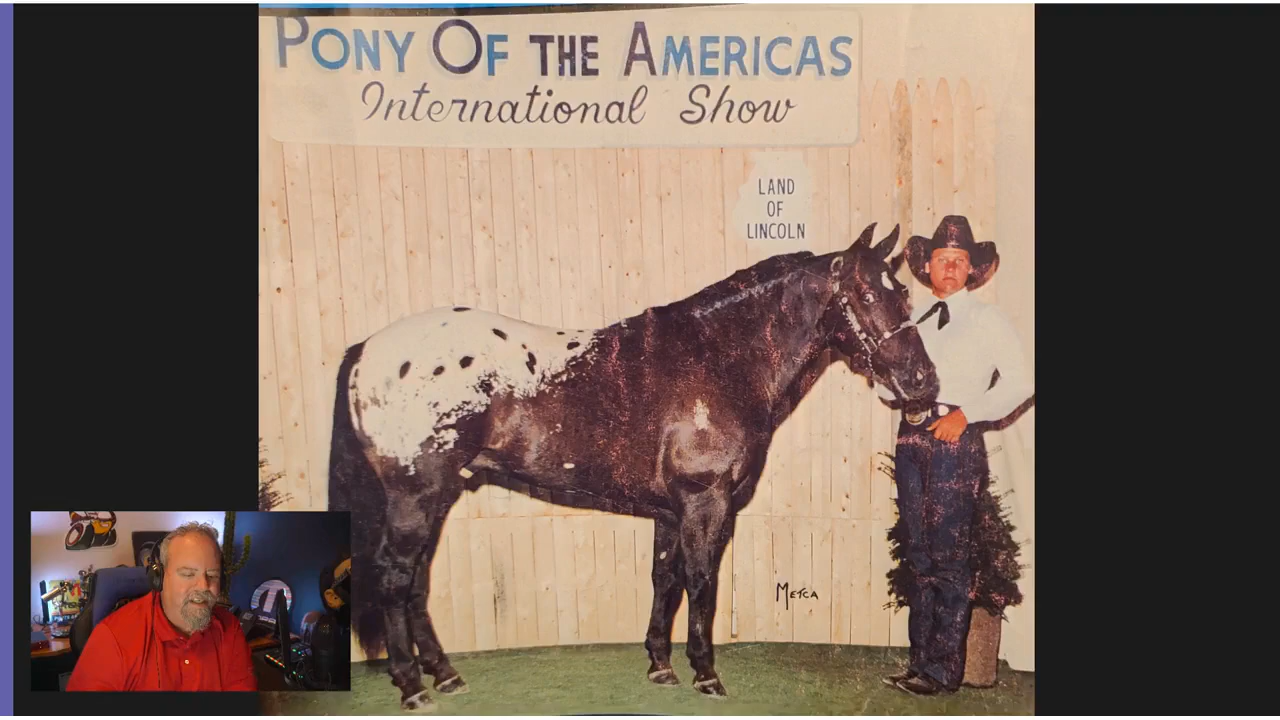 PONY OF THE AMERICAS
International Show
LAND
OF
LINCOLN
METCA